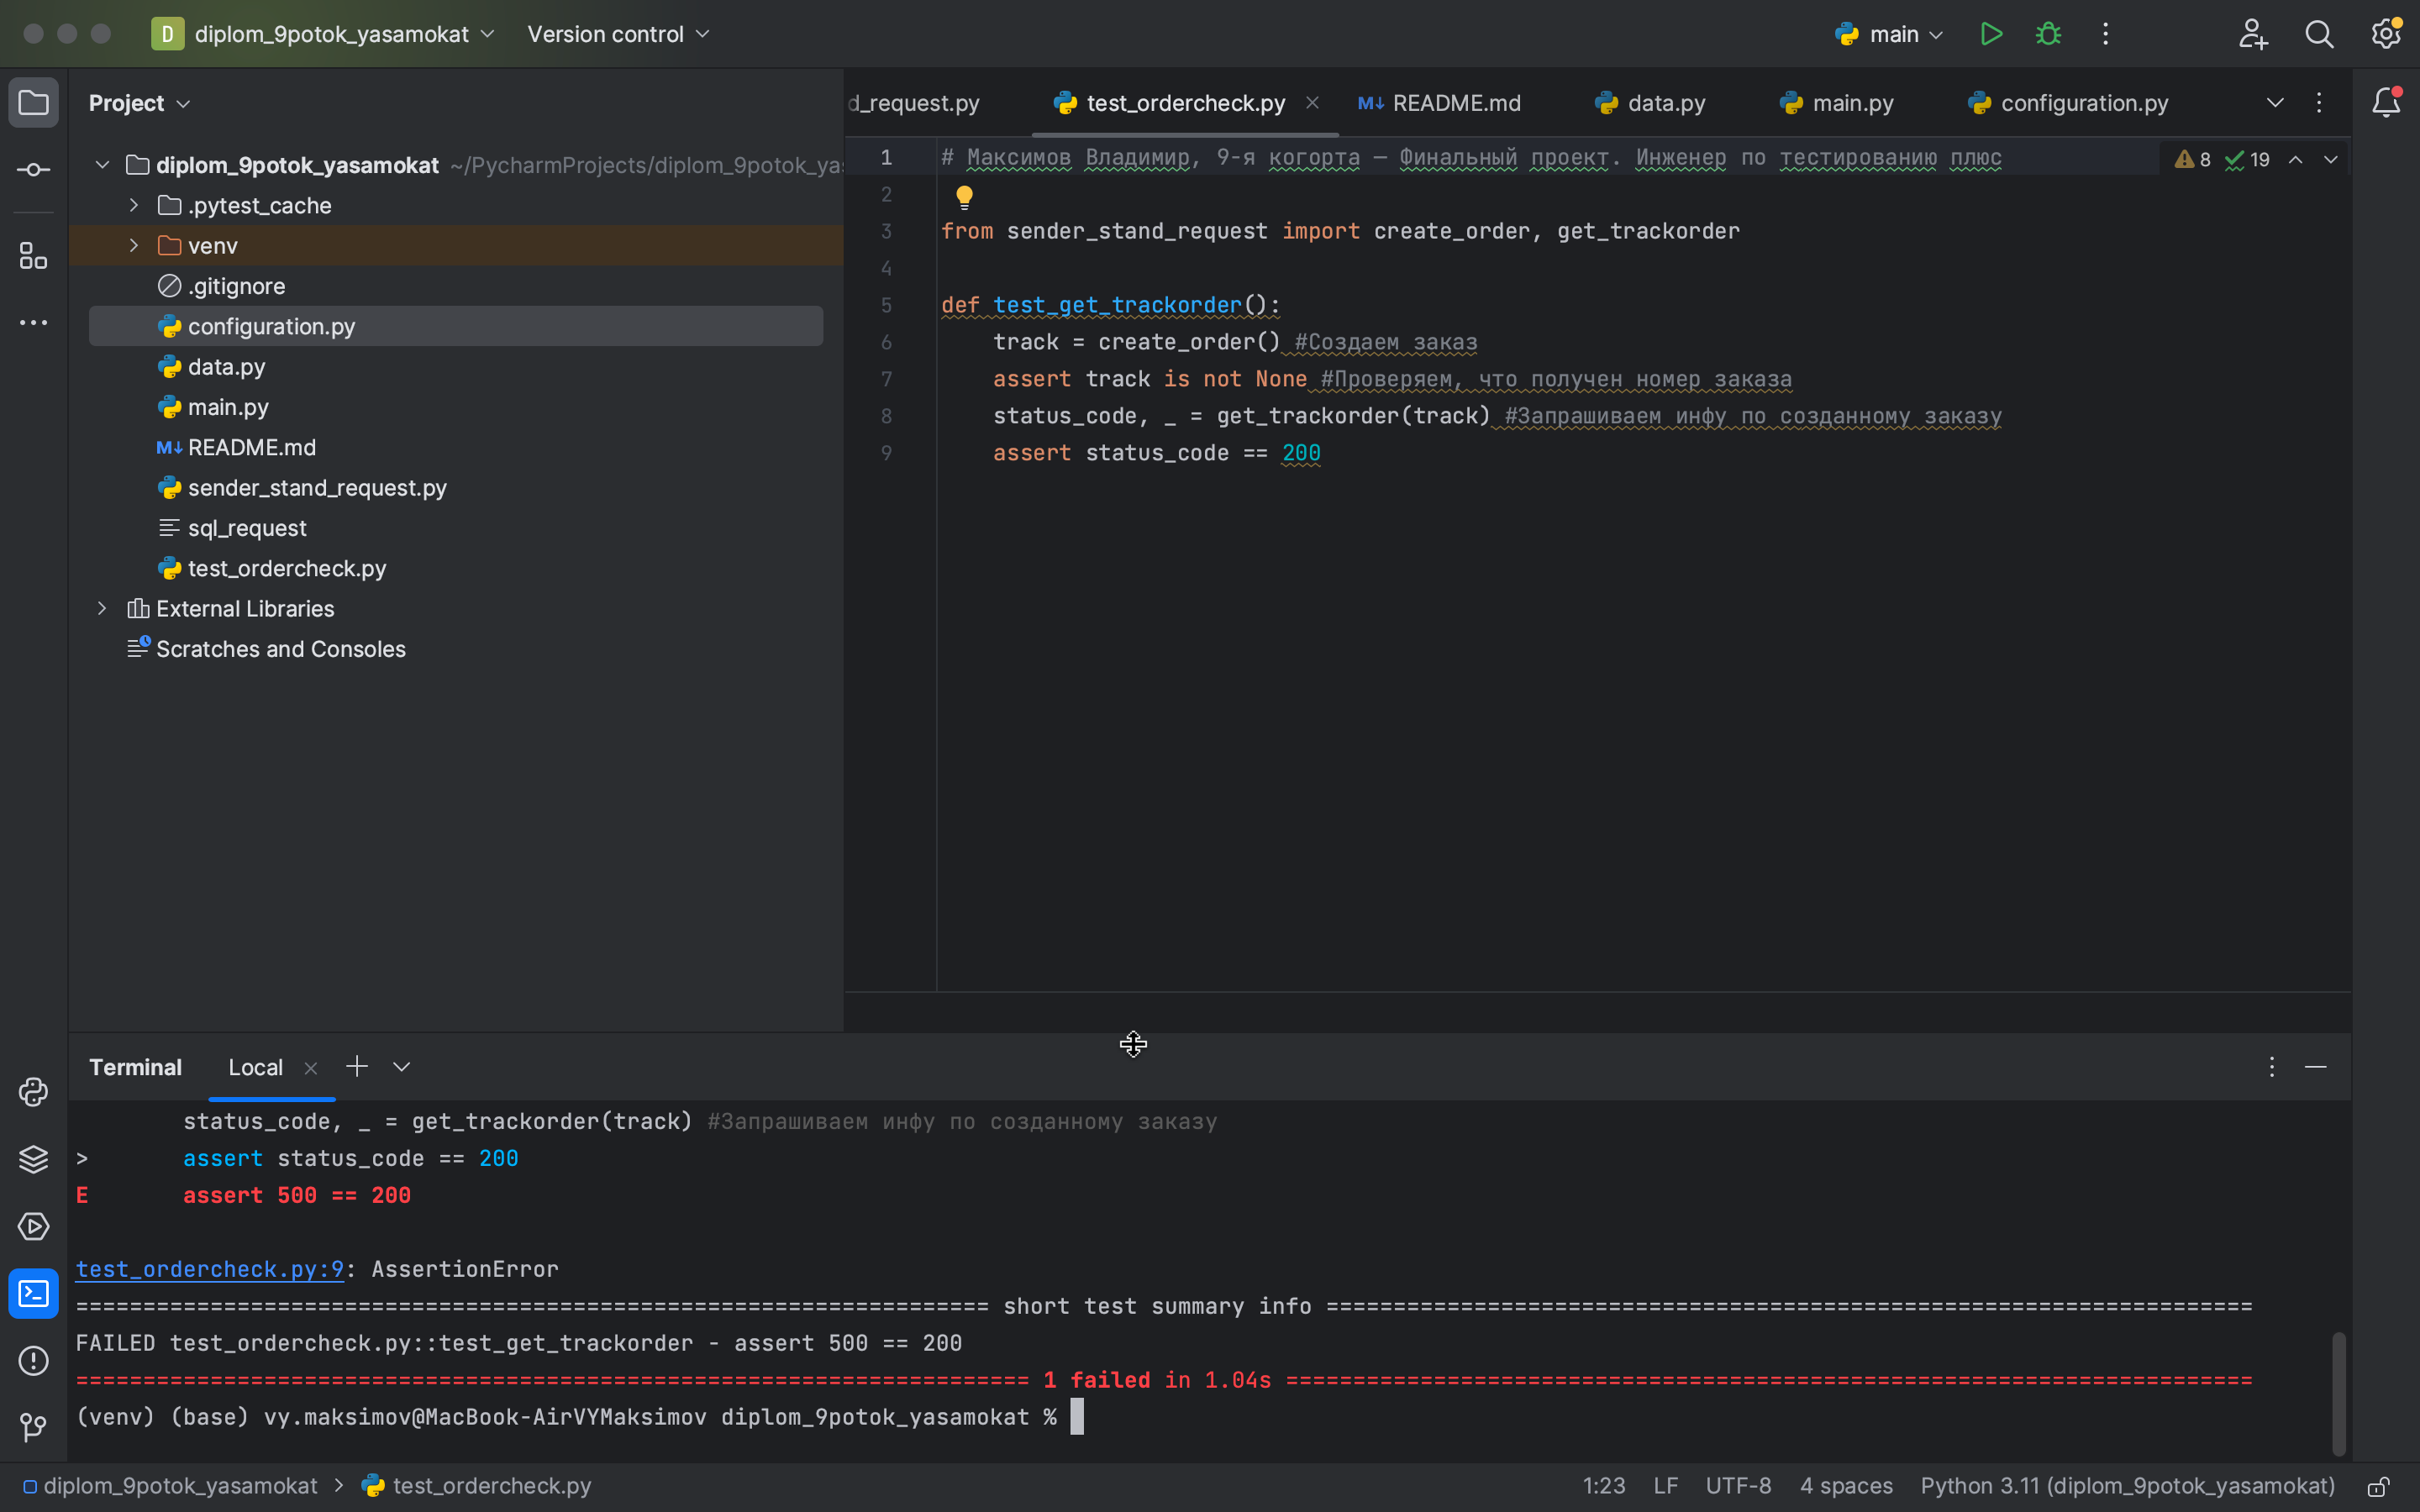 D diplom_9potok_yasamokat Version control main
Project
d_request.py test_ordercheck.py README.md data.py main.py configuration.py
diplom_9potok_yasamokat ~/PycharmProjects/diplom_9potok_ya
.pytest_cache
venv
.gitignore
configuration.py
data.py
main.py
README.md
sender_stand_request.py
sql_request
test_ordercheck.py
External Libraries
Scratches and Consoles
1 # Максимов Владимир, 9-я когорта — Финальный проект. Инженер по тестированию плюс 8 19
2
3 from sender_stand_request import create_order, get_trackorder
4
5 def test_get_trackorder():
6 track = create_order() #Создаем заказ
7 assert track is not None #Проверяем, что получен номер заказа
8 status_code, _ = get_trackorder(track) #Запрашиваем инфу по созданному заказу
9 assert status_code == 200
Terminal Local
status_code, _ = get_trackorder(track) #Запрашиваем инфу по созданному заказу
> assert status_code == 200
E assert 500 == 200
test_ordercheck.py:9: AssertionError
==================================================================== short test summary info =====================================================================
FAILED test_ordercheck.py::test_get_trackorder - assert 500 == 200
======================================================================= 1 failed in 1.04s ========================================================================
(venv) (base) vy.maksimov@MacBook-AirVYMaksimov diplom_9potok_yasamokat %
diplom_9potok_yasamokat > test_ordercheck.py 1:23 LF UTF-8 4 spaces Python 3.11 (diplom_9potok_yasamokat)